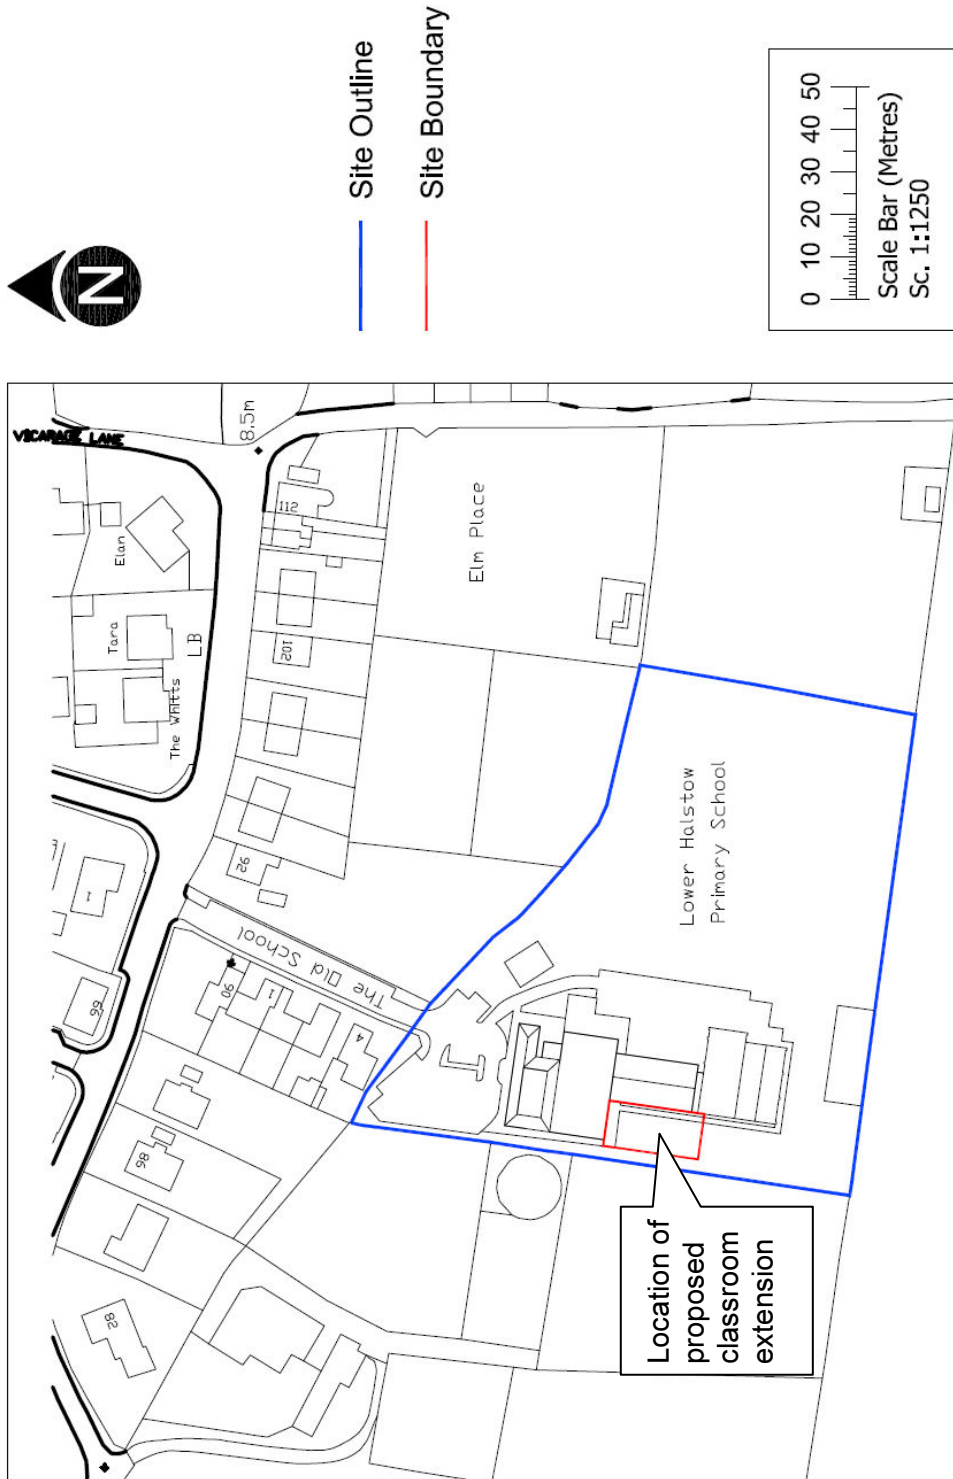 N
Site Outline
Site Boundary
0 10 20 30 40 50
Scale Bar (Metres)
Sc. 1:1250
VICARAGE LANE
8.5m
Elan
Tara
LB
The Whitts
112
102
92
Elm Place
1
66
The Old School
90
1
4
98
82
Lower Halstow
Primary School
Location of
proposed
classroom
extension